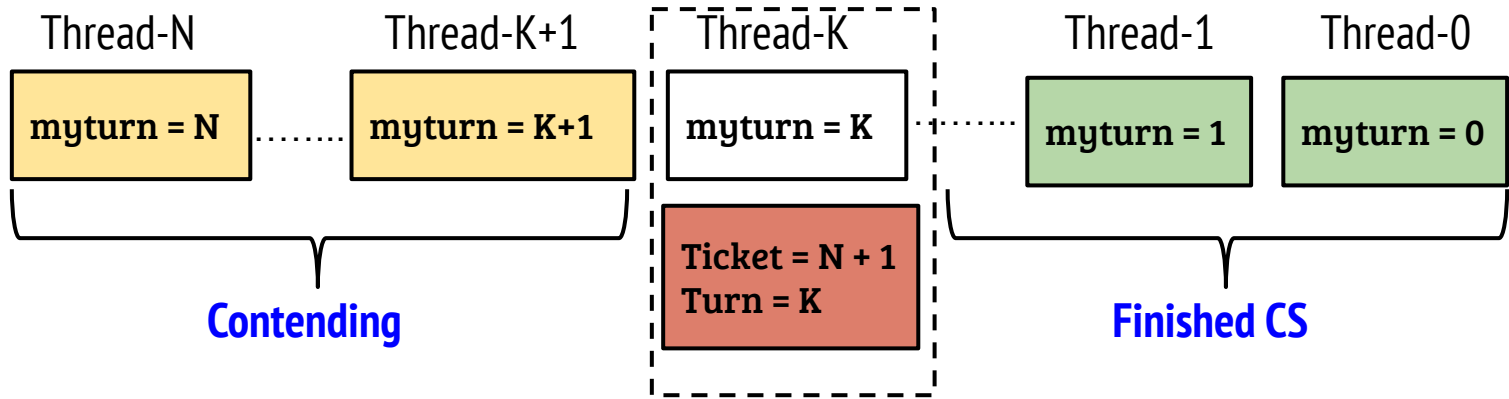 Thread-N
Thread-K+1
Thread-K
Thread-1
Thread-0
myturn = N
........
myturn = K+1
myturn = K
.........
myturn = 1
myturn = 0
Ticket = N + 1
Turn = K
Contending
Finished CS